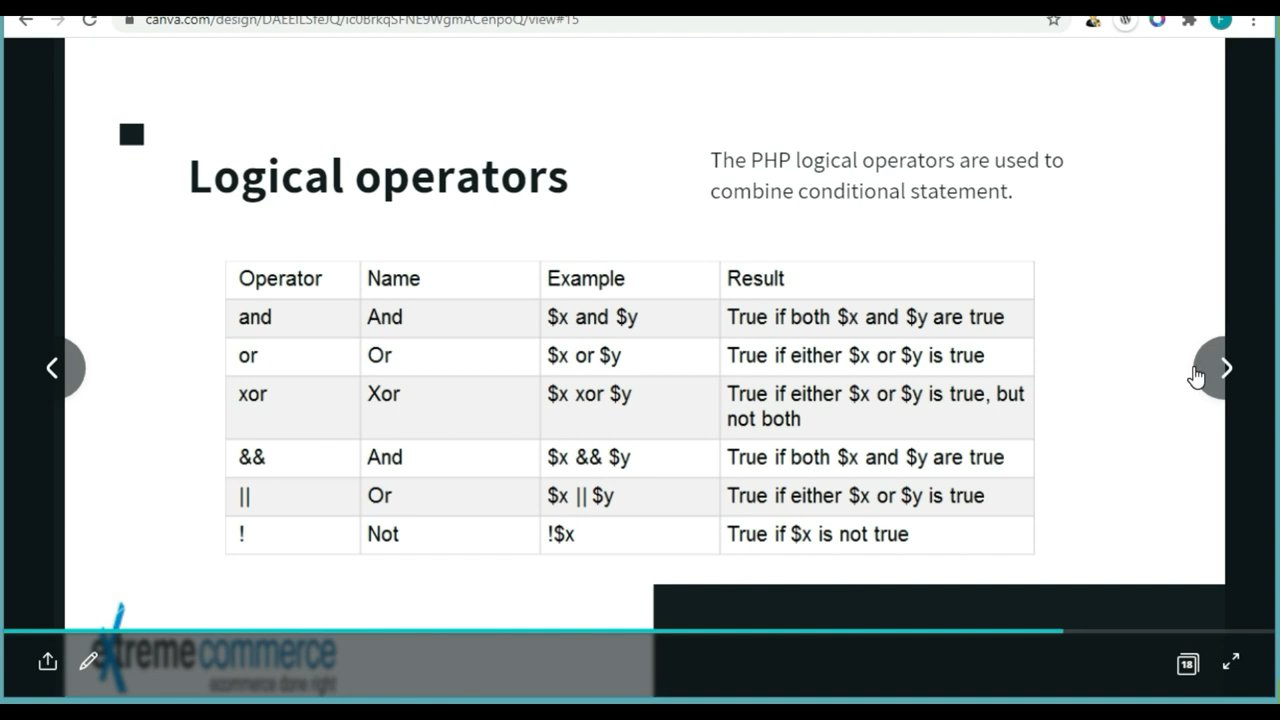 canva.com/design/DAEEILSfeJQ/ic0BrkqSFNE9WgmACenpoQ/view#15
Logical operators
The PHP logical operators are used to
combine conditional statement.
Operator Name Example Result
and And $x and $y True if both $x and $y are true
or Or $x or $y True if either $x or $y is true
xor Xor $x xor $y True if either $x or $y is true, but
not both
&& And $x && $y True if both $x and $y are true
|| Or $x || $y True if either $x or $y is true
! Not !$x True if $x is not true
extreme commerce
ecommerce done right
18